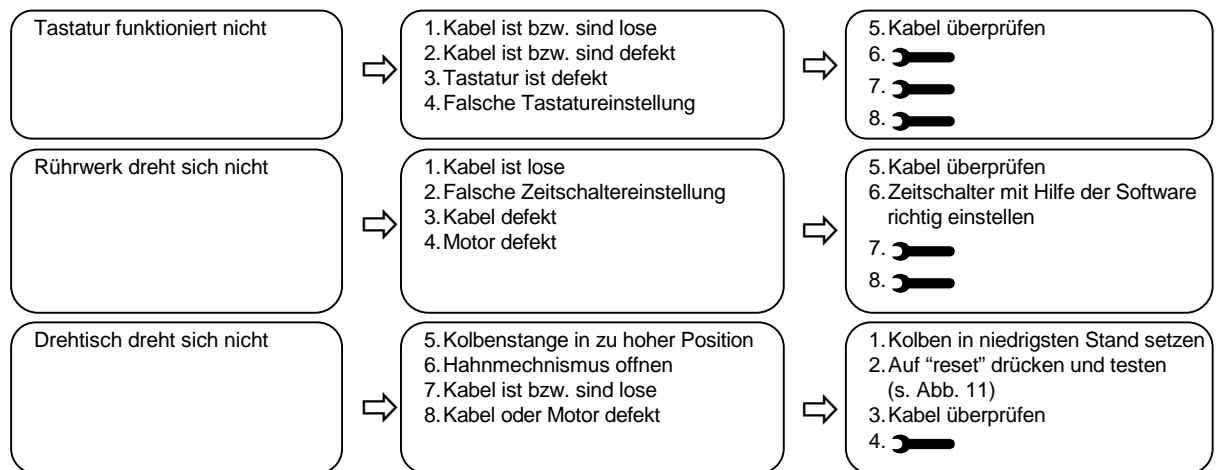 Tastatur funktioniert nicht
1.Kabel ist bzw. sind lose
2.Kabel ist bzw. sind defekt
3.Tastatur ist defekt
4.Falsche Tastatureinstellung
5.Kabel überprüfen
6.
7.
8.
Rührwerk dreht sich nicht
1.Kabel ist lose
2.Falsche Zeitschaltereinstellung
3.Kabel defekt
4.Motor defekt
5.Kabel überprüfen
6.Zeitschalter mit Hilfe der Software
richtig einstellen
7.
8.
Drehtisch dreht sich nicht
5.Kolbenstange in zu hoher Position
6.Hahnmechnismus offnen
7.Kabel ist bzw. sind lose
8.Kabel oder Motor defekt
1.Kolben in niedrigsten Stand setzen
2.Auf “reset” drücken und testen
(s. Abb. 11)
3.Kabel überprüfen
4.